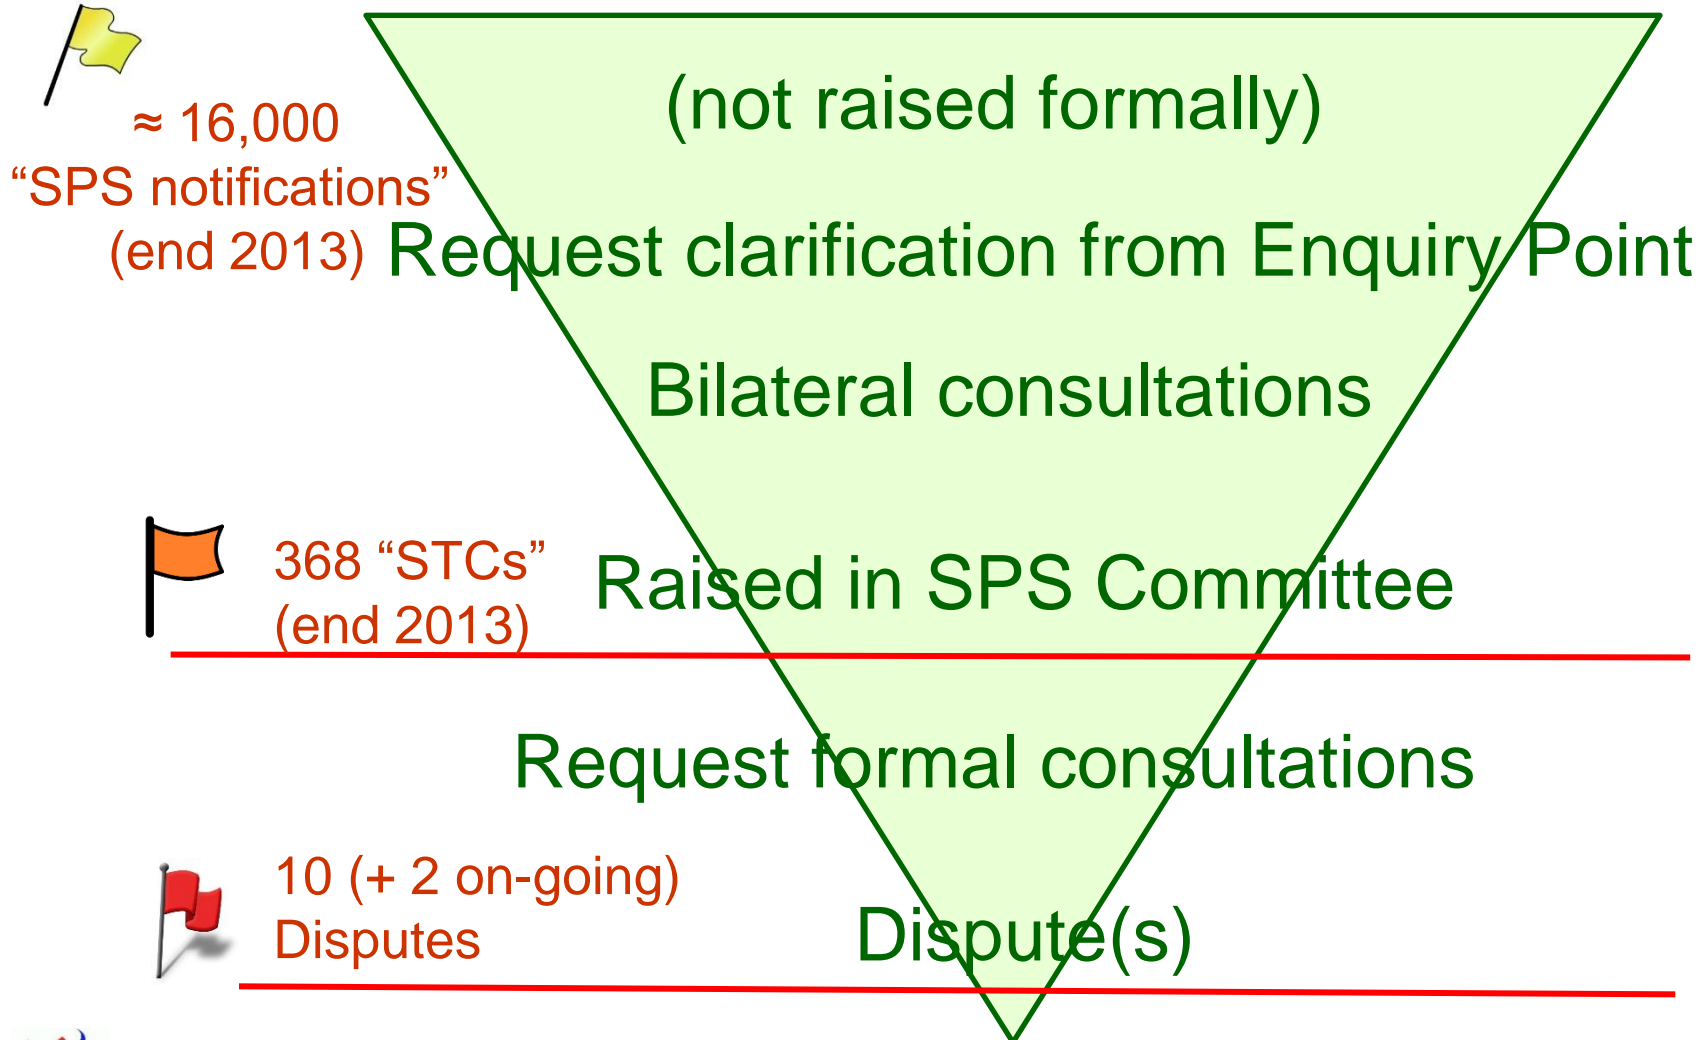 (not raised formally)
≈ 16,000
“SPS notifications”
(end 2013)
Request clarification from Enquiry Point
Bilateral consultations
368 “STCs”
(end 2013)
Raised in SPS Committee
Request formal consultations
10 (+ 2 on-going)
Disputes
Dispute(s)